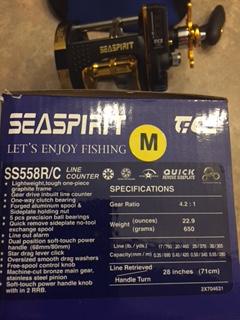 SEASPIRIT
SEASPIRIT
M
LET'S ENJOY FISHING
SS558R/C
LINE COUNTER
QUICK
REMOVE SIDEPLATE
• Lightweight, tough one-piece graphite frame
• Gear drive inbuilt line counter
• One-way clutch bearing
• Forged aluminum spool & Sideplate holding nut
• 5 pcs precision ball bearings
• Quick remove sideplate no-tool exchange spool
• Line out alarm
• Dual position soft-touch power handle (68mm/80mm)
• Star drag lever click
• Oversized smooth drag washers
• Free-spool control knob
• Machine-cut bronze main gear, stainless steel pinion
• Soft-touch power handle knob with in 2 RRB.
SPECIFICATIONS
Gear Ratio
4.2 : 1
Weight
(ounces)
22.9
(grams)
650
Line Retrieved
Handle Turn
28 inches (71cm)
2X704531